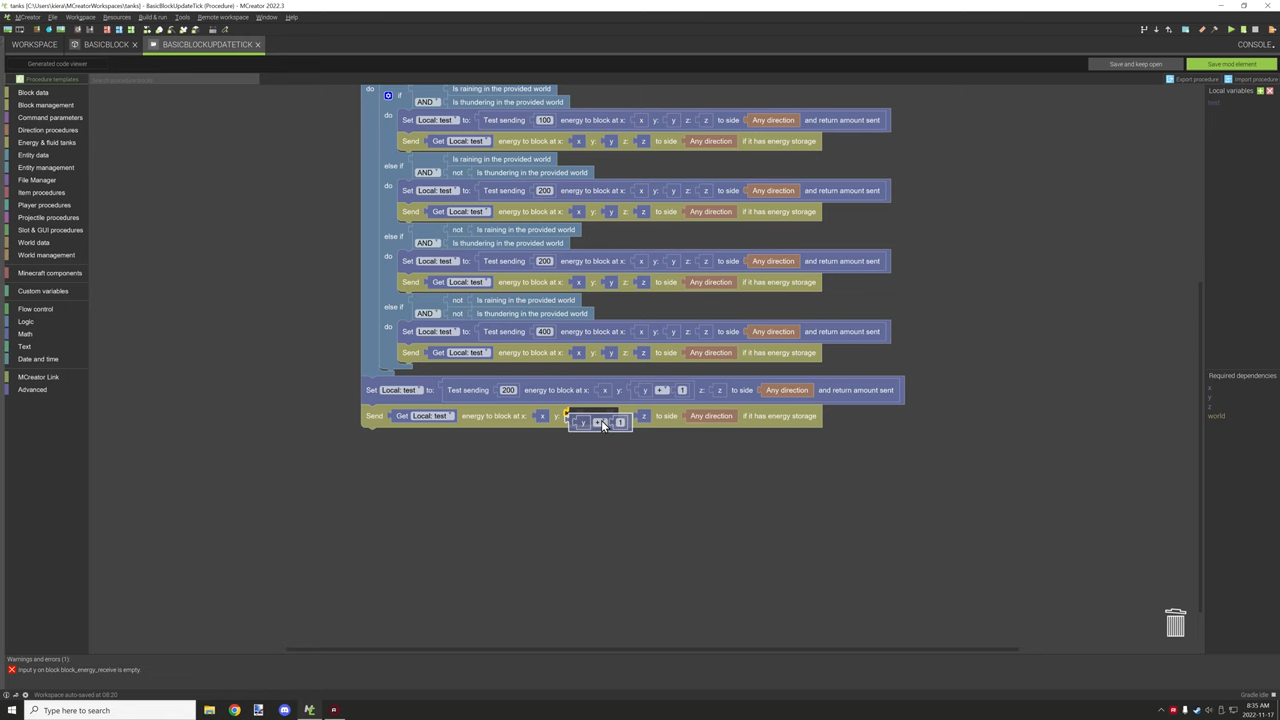 tanks [C:\Users\kiera\MCreatorWorkspaces\tanks] - BasicBlockUpdateTick (Procedure) - MCreator 2022.3
MCreator File Workspace Resources Build & run Tools Remote workspace Window Help
WORKSPACE BASICBLOCK × BASICBLOCKUPDATETICK × CONSOLE
Generated code viewer Save and keep open Save mod element
Procedure templates Export procedure Import procedure
Local variables
test
Block data
Block management
Command parameters
Direction procedures
Energy & fluid tanks
Entity data
Entity management
File Manager
Item procedures
Player procedures
Projectile procedures
Slot & GUI procedures
World data
World management
Minecraft components
Custom variables
Flow control
Logic
Math
Text
Date and time
MCreator Link
Advanced
do if Is raining in the provided world
AND Is thundering in the provided world
do Set Local: test to: Test sending 100 energy to block at x: x y: y z: z to side Any direction and return amount sent
Send Get Local: test energy to block at x: x y: y z: z to side Any direction if it has energy storage
else if Is raining in the provided world
AND not Is thundering in the provided world
do Set Local: test to: Test sending 200 energy to block at x: x y: y z: z to side Any direction and return amount sent
Send Get Local: test energy to block at x: x y: y z: z to side Any direction if it has energy storage
else if not Is raining in the provided world
AND Is thundering in the provided world
do Set Local: test to: Test sending 200 energy to block at x: x y: y z: z to side Any direction and return amount sent
Send Get Local: test energy to block at x: x y: y z: z to side Any direction if it has energy storage
else if not Is raining in the provided world
AND not Is thundering in the provided world
do Set Local: test to: Test sending 400 energy to block at x: x y: y z: z to side Any direction and return amount sent
Send Get Local: test energy to block at x: x y: y z: z to side Any direction if it has energy storage
Set Local: test to: Test sending 200 energy to block at x: x y: y + 1 z: z to side Any direction and return amount sent
Send Get Local: test energy to block at x: x y: z to side Any direction if it has energy storage
y + 1
Required dependencies
x
y
z
world
Warnings and errors (1):
Input y on block block_energy_receive is empty.
Workspace auto-saved at 08:20 Gradle idle
Type here to search
8:35 AM
2022-11-17